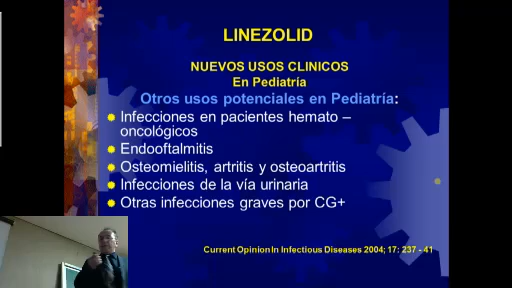 LINEZOLID
NUEVOS USOS CLINICOS
En Pediatría
Otros usos potenciales en Pediatría:
Infecciones en pacientes hemato –
oncológicos
Endooftalmitis
Osteomielitis, artritis y osteoartritis
Infecciones de la vía urinaria
Otras infecciones graves por CG+
Current Opinion In Infectious Diseases 2004; 17: 237 - 41